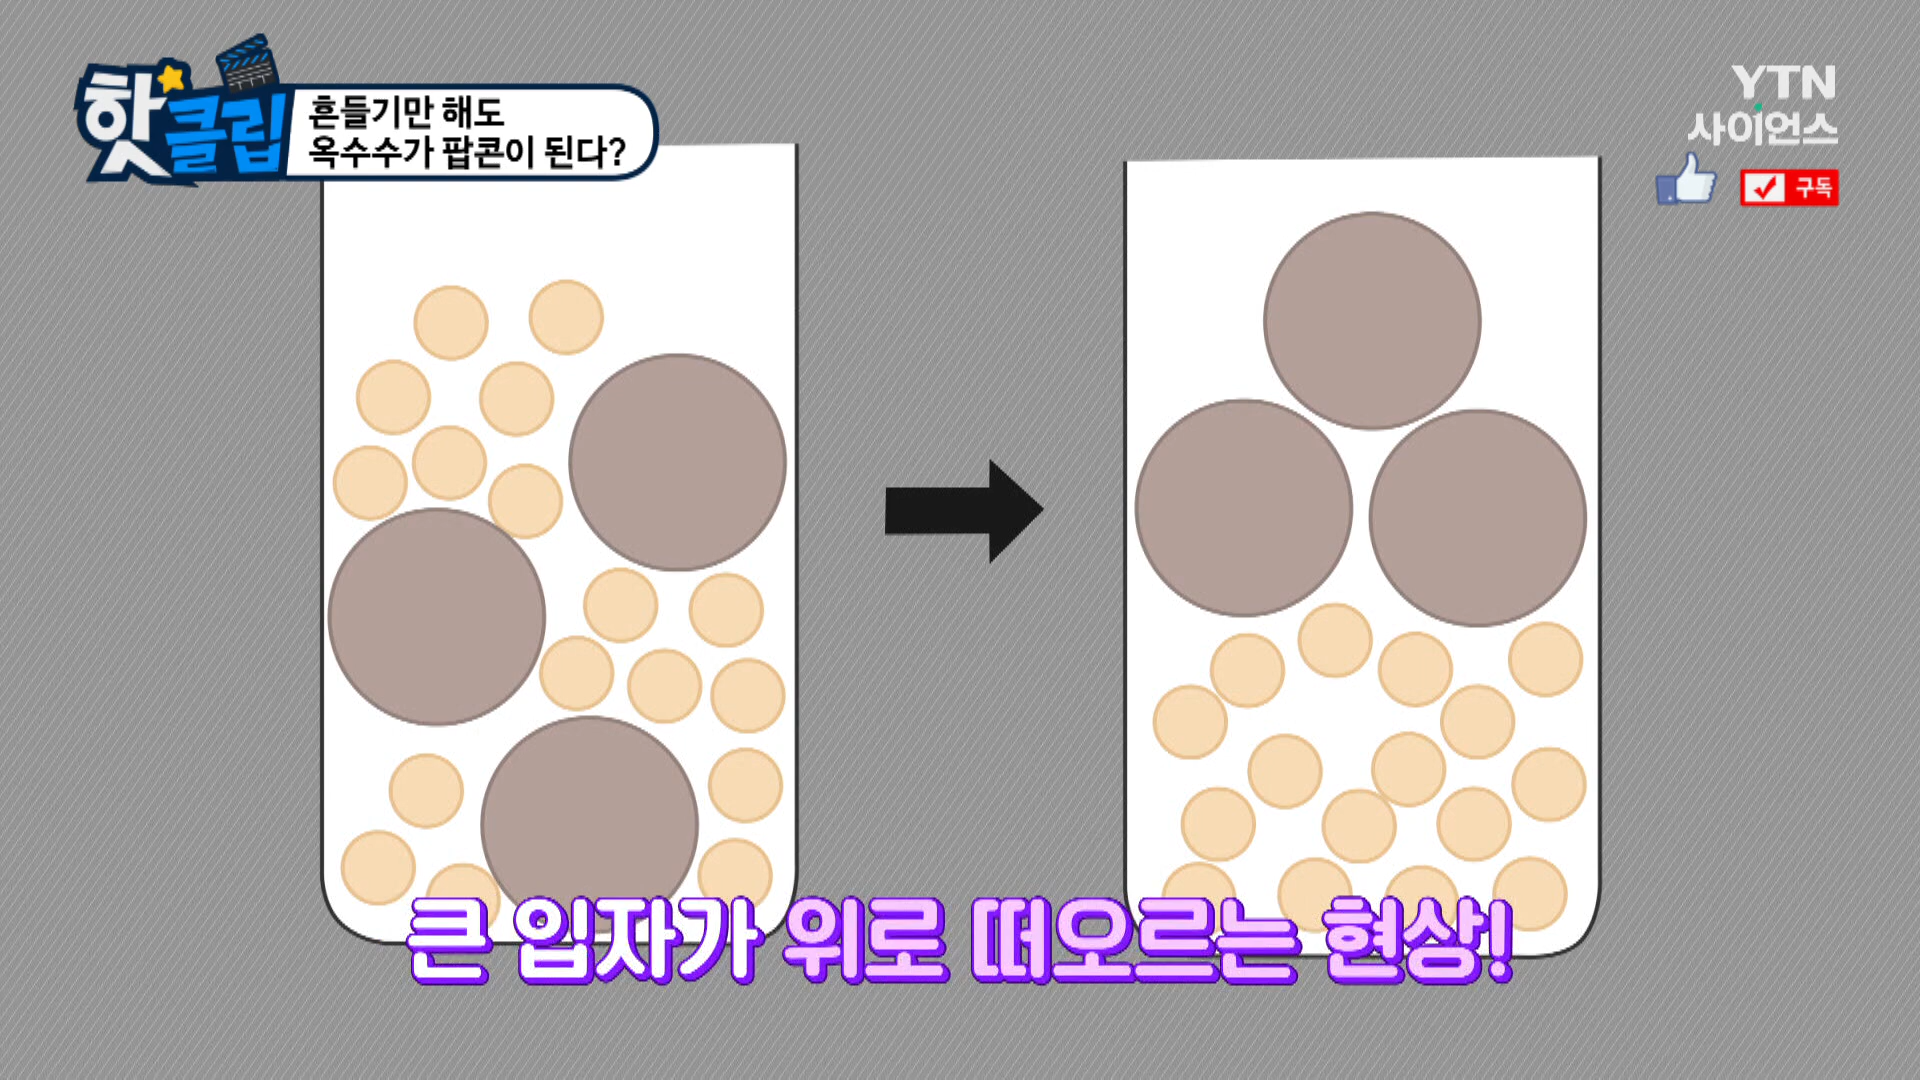 핫클립
흔들기만 해도
옥수수가 팝콘이 된다?
YTN
사이언스
구독
큰 입자가 위로 떠오르는 현상!